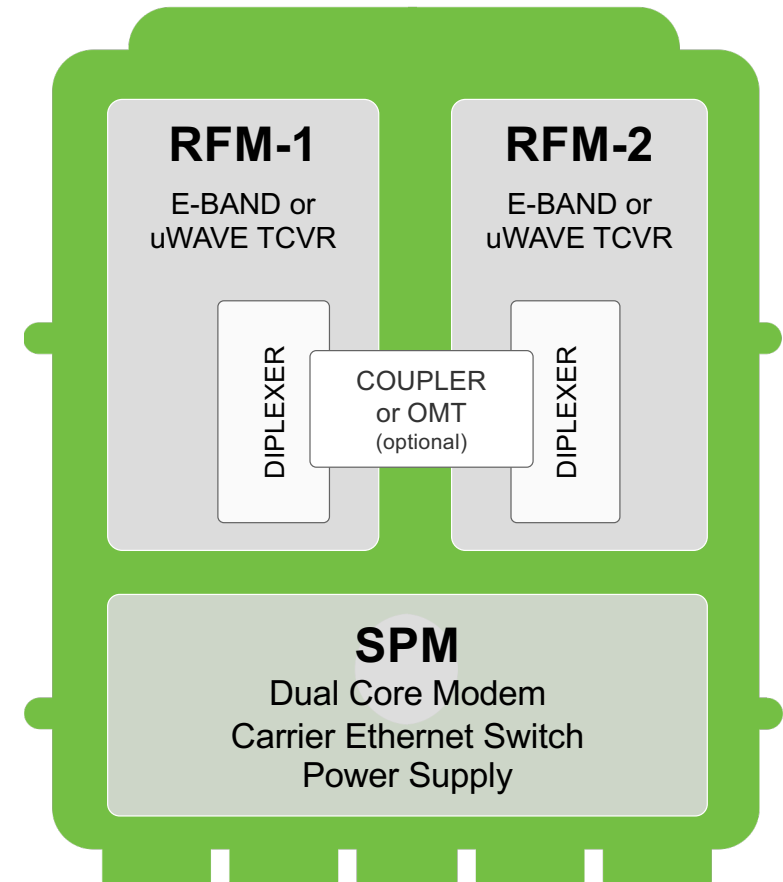 RFM-1
E-BAND or
uWAVE TCVR
DIPLEXER
RFM-2
E-BAND or
uWAVE TCVR
DIPLEXER
COUPLER
or OMT
(optional)
SPM
Dual Core Modem
Carrier Ethernet Switch
Power Supply